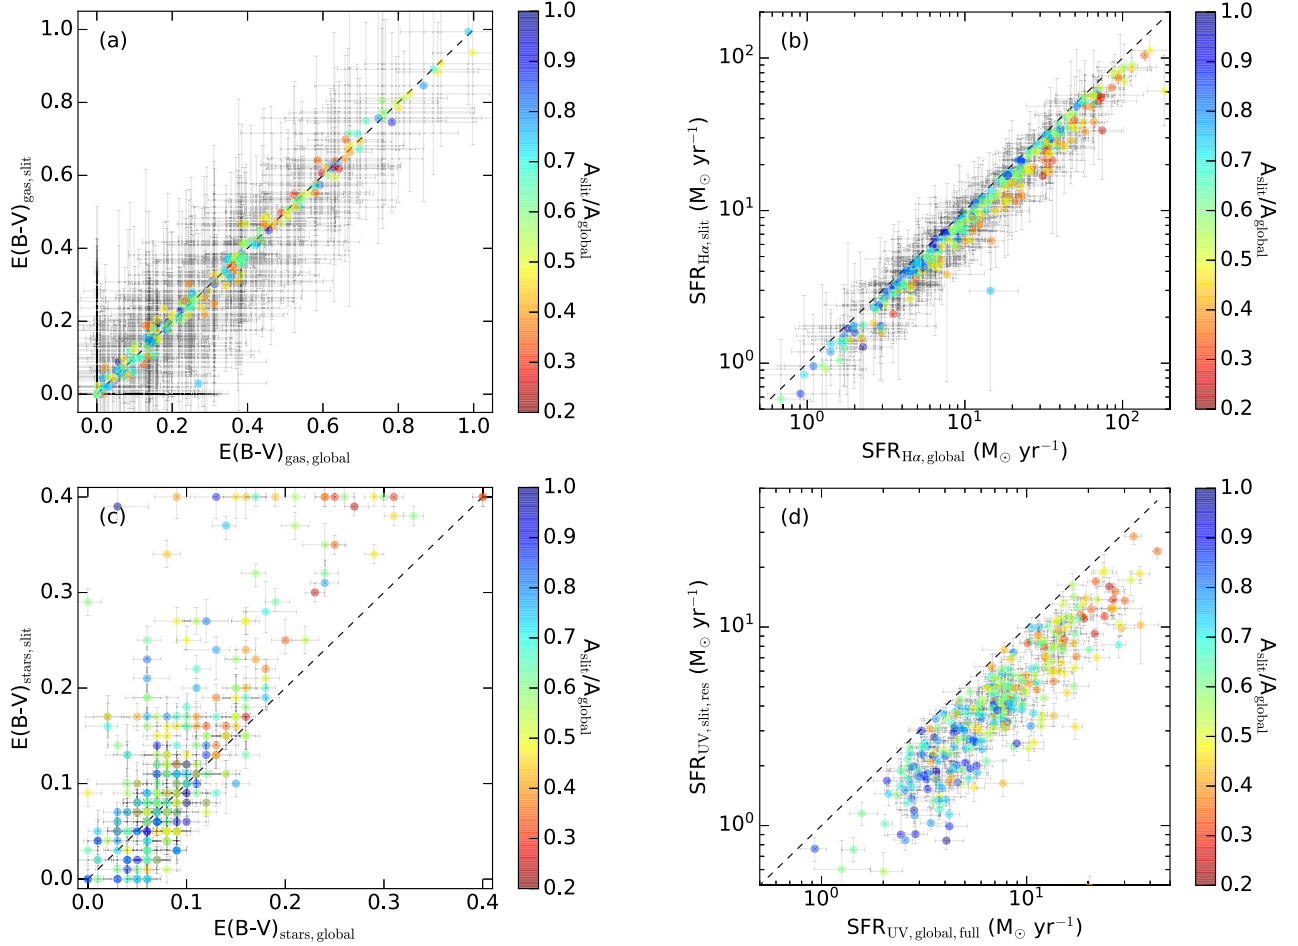 (a)
1.0
0.8
0.6
0.4
0.2
0.0
E(B-V)gas, slit
0.0 0.2 0.4 0.6 0.8 1.0
E(B-V)gas, global
1.0
0.9
0.8
0.7
0.6
0.5
0.4
0.3
0.2
Aslit/Aglobal
(b)
10²
10¹
10⁰
SFRHα, slit (M⊙ yr⁻¹)
10⁰ 10¹ 10²
SFRHα, global (M⊙ yr⁻¹)
1.0
0.9
0.8
0.7
0.6
0.5
0.4
0.3
0.2
Aslit/Aglobal
(c)
0.4
0.3
0.2
0.1
0.0
E(B-V)stars, slit
0.0 0.1 0.2 0.3 0.4
E(B-V)stars, global
1.0
0.9
0.8
0.7
0.6
0.5
0.4
0.3
0.2
Aslit/Aglobal
(d)
10¹
10⁰
SFRUV, slit, res (M⊙ yr⁻¹)
10⁰ 10¹
SFRUV, global, full (M⊙ yr⁻¹)
1.0
0.9
0.8
0.7
0.6
0.5
0.4
0.3
0.2
Aslit/Aglobal